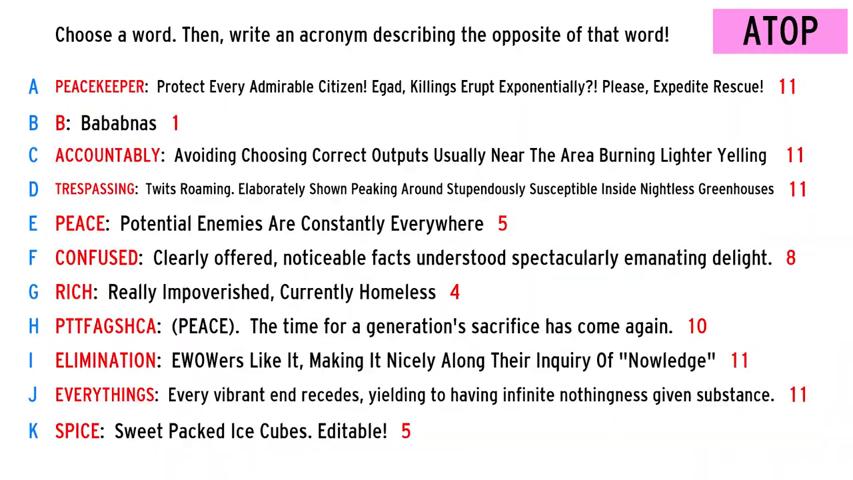 Choose a word. Then, write an acronym describing the opposite of that word!
ATOP
A PEACEKEEPER: Protect Every Admirable Citizen! Egad, Killings Erupt Exponentially?! Please, Expedite Rescue! 11
B B: Bababnas 1
C ACCOUNTABLY: Avoiding Choosing Correct Outputs Usually Near The Area Burning Lighter Yelling 11
D TRESPASSING: Twits Roaming. Elaborately Shown Peaking Around Stupendously Susceptible Inside Nightless Greenhouses 11
E PEACE: Potential Enemies Are Constantly Everywhere 5
F CONFUSED: Clearly offered, noticeable facts understood spectacularly emanating delight. 8
G RICH: Really Impoverished, Currently Homeless 4
H PTTFAGSHCA: (PEACE). The time for a generation's sacrifice has come again. 10
I ELIMINATION: EWOWers Like It, Making It Nicely Along Their Inquiry Of "Nowledge" 11
J EVERYTHINGS: Every vibrant end recedes, yielding to having infinite nothingness given substance. 11
K SPICE: Sweet Packed Ice Cubes. Editable! 5